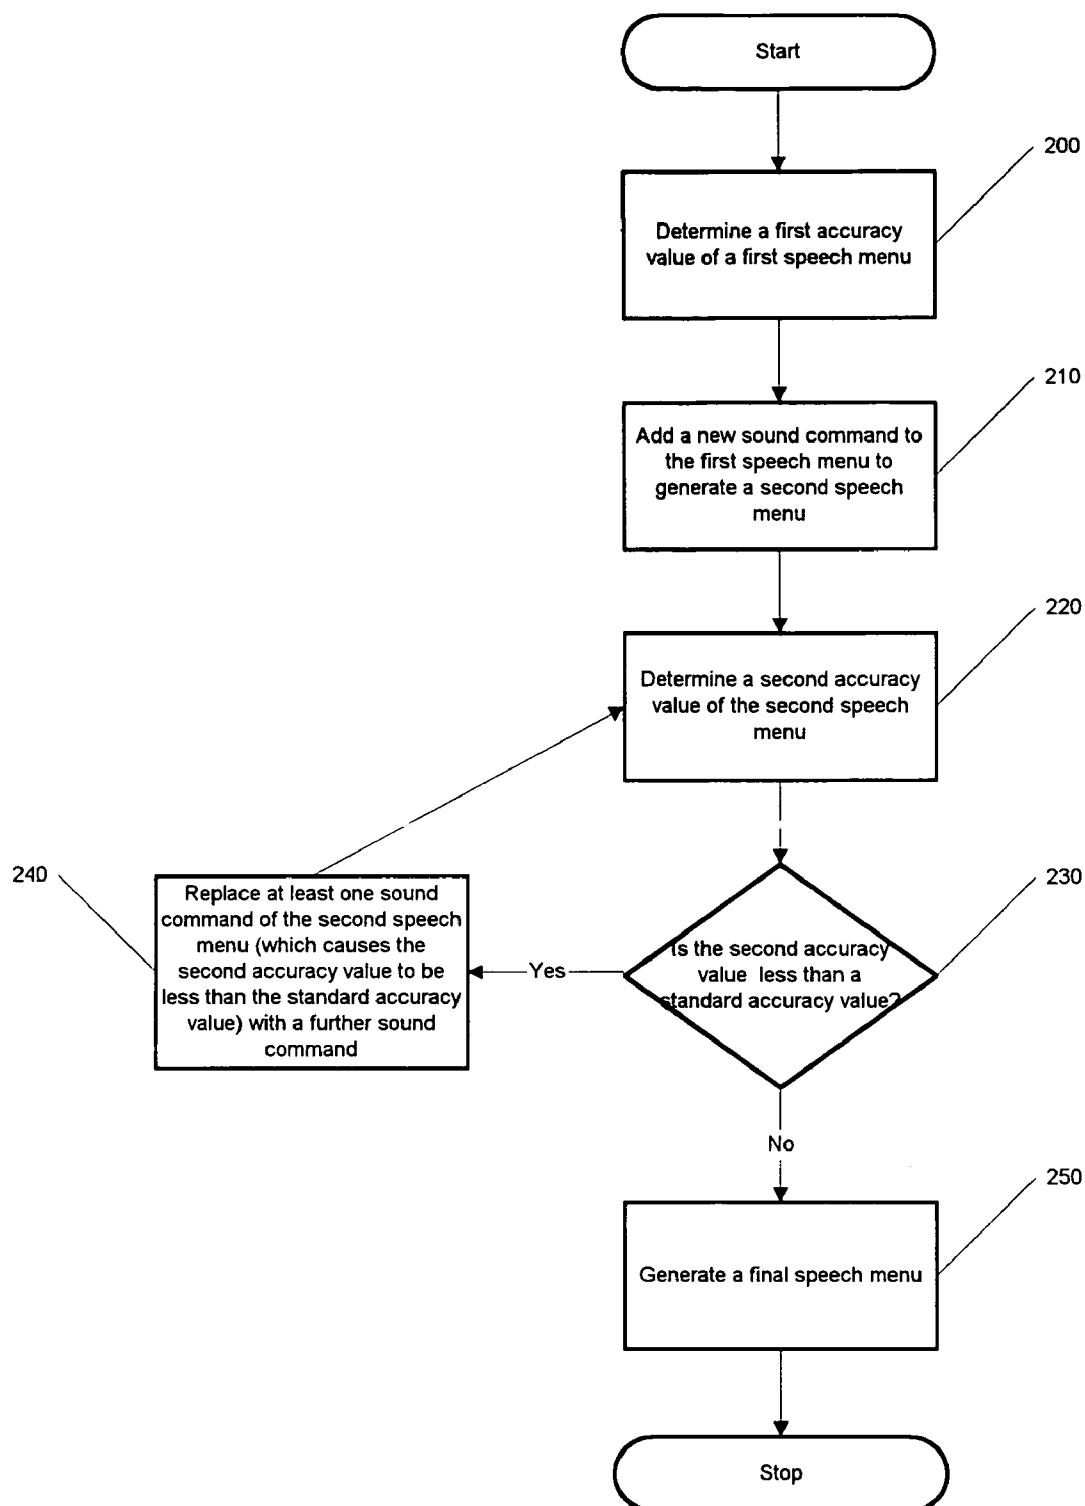 Start
200
Determine a first accuracy
value of a first speech menu
210
Add a new sound command to
the first speech menu to
generate a second speech
menu
220
Determine a second accuracy
value of the second speech
menu
240
Replace at least one sound
command of the second speech
menu (which causes the
second accuracy value to be
less than the standard accuracy
value) with a further sound
command
Yes
230
Is the second accuracy
value less than a
standard accuracy value?
No
250
Generate a final speech menu
Stop